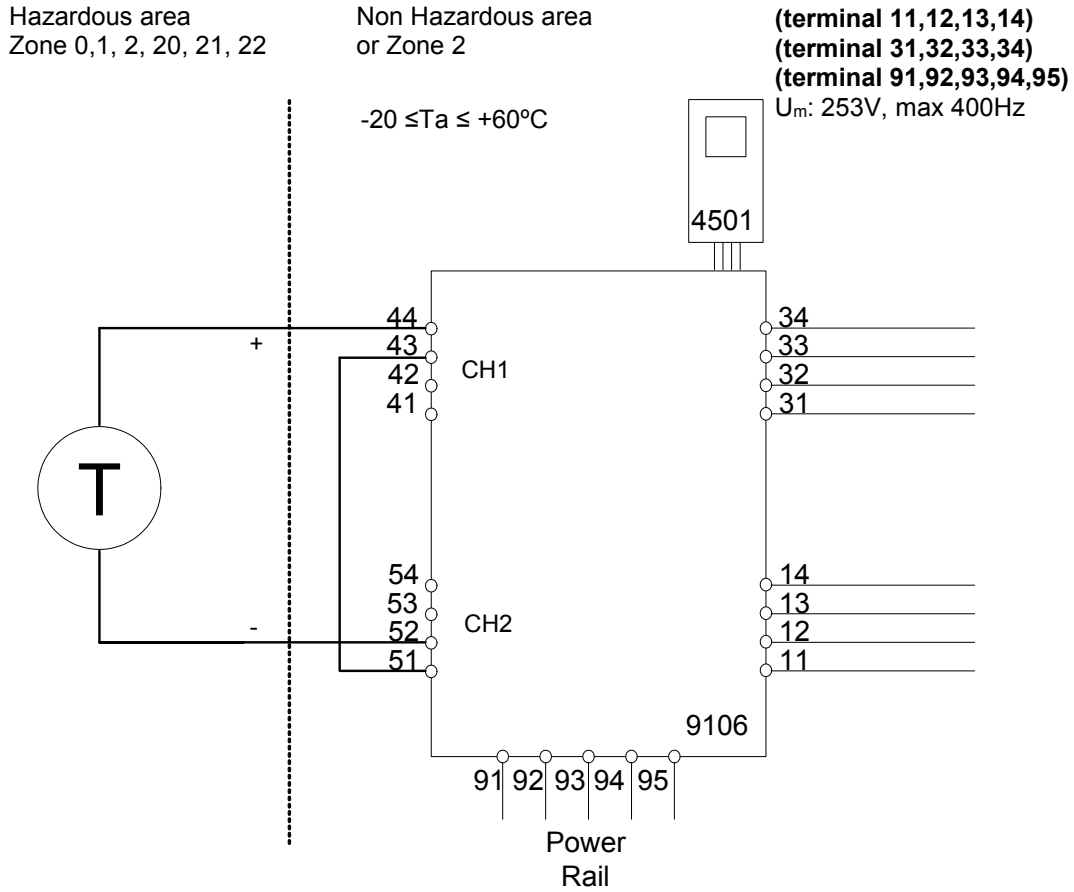 Hazardous area
Zone 0,1, 2, 20, 21, 22
Non Hazardous area
or Zone 2
-20 ≤Ta ≤ +60ºC
(terminal 11,12,13,14)
(terminal 31,32,33,34)
(terminal 91,92,93,94,95)
Um: 253V, max 400Hz
4501
44
43
42
41
CH1
34
33
32
31
+
T
-
54
53
52
51
CH2
14
13
12
11
9106
91 92 93 94 95
Power
Rail